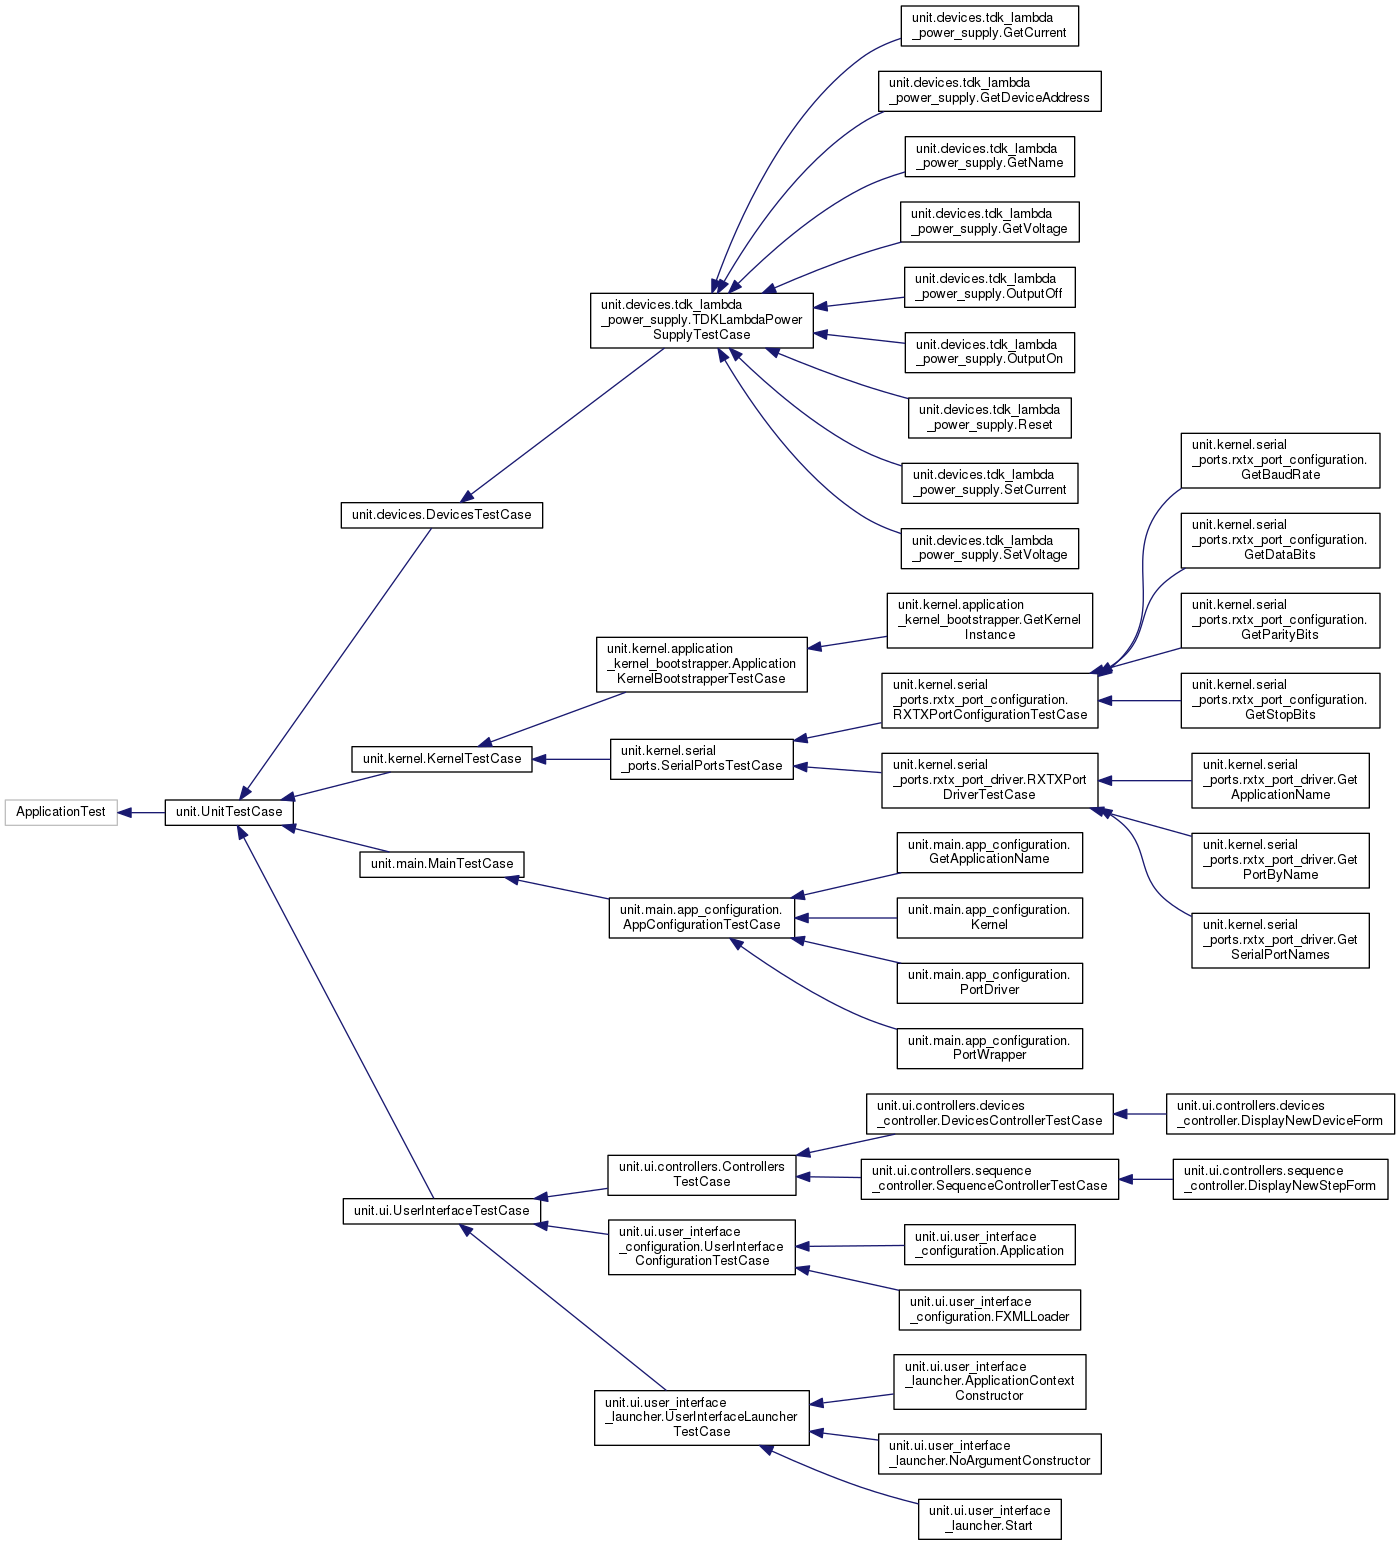 ApplicationTest
unit.UnitTestCase
unit.devices.DevicesTestCase
unit.kernel.KernelTestCase
unit.main.MainTestCase
unit.ui.UserInterfaceTestCase
unit.devices.tdk_lambda
_power_supply.TDKLambdaPower
SupplyTestCase
unit.kernel.application
_kernel_bootstrapper.Application
KernelBootstrapperTestCase
unit.kernel.serial
_ports.SerialPortsTestCase
unit.main.app_configuration.
AppConfigurationTestCase
unit.ui.controllers.Controllers
TestCase
unit.ui.user_interface
_configuration.UserInterface
ConfigurationTestCase
unit.ui.user_interface
_launcher.UserInterfaceLauncher
TestCase
unit.devices.tdk_lambda
_power_supply.GetCurrent
unit.devices.tdk_lambda
_power_supply.GetDeviceAddress
unit.devices.tdk_lambda
_power_supply.GetName
unit.devices.tdk_lambda
_power_supply.GetVoltage
unit.devices.tdk_lambda
_power_supply.OutputOff
unit.devices.tdk_lambda
_power_supply.OutputOn
unit.devices.tdk_lambda
_power_supply.Reset
unit.devices.tdk_lambda
_power_supply.SetCurrent
unit.devices.tdk_lambda
_power_supply.SetVoltage
unit.kernel.application
_kernel_bootstrapper.GetKernel
Instance
unit.kernel.serial
_ports.rxtx_port_configuration.
RXTXPortConfigurationTestCase
unit.kernel.serial
_ports.rxtx_port_driver.RXTXPort
DriverTestCase
unit.main.app_configuration.
GetApplicationName
unit.main.app_configuration.
Kernel
unit.main.app_configuration.
PortDriver
unit.main.app_configuration.
PortWrapper
unit.ui.controllers.devices
_controller.DevicesControllerTestCase
unit.ui.controllers.sequence
_controller.SequenceControllerTestCase
unit.ui.user_interface
_configuration.Application
unit.ui.user_interface
_configuration.FXMLLoader
unit.ui.user_interface
_launcher.ApplicationContext
Constructor
unit.ui.user_interface
_launcher.NoArgumentConstructor
unit.ui.user_interface
_launcher.Start
unit.kernel.serial
_ports.rxtx_port_configuration.
GetBaudRate
unit.kernel.serial
_ports.rxtx_port_configuration.
GetDataBits
unit.kernel.serial
_ports.rxtx_port_configuration.
GetParityBits
unit.kernel.serial
_ports.rxtx_port_configuration.
GetStopBits
unit.kernel.serial
_ports.rxtx_port_driver.Get
ApplicationName
unit.kernel.serial
_ports.rxtx_port_driver.Get
PortByName
unit.kernel.serial
_ports.rxtx_port_driver.Get
SerialPortNames
unit.ui.controllers.devices
_controller.DisplayNewDeviceForm
unit.ui.controllers.sequence
_controller.DisplayNewStepForm